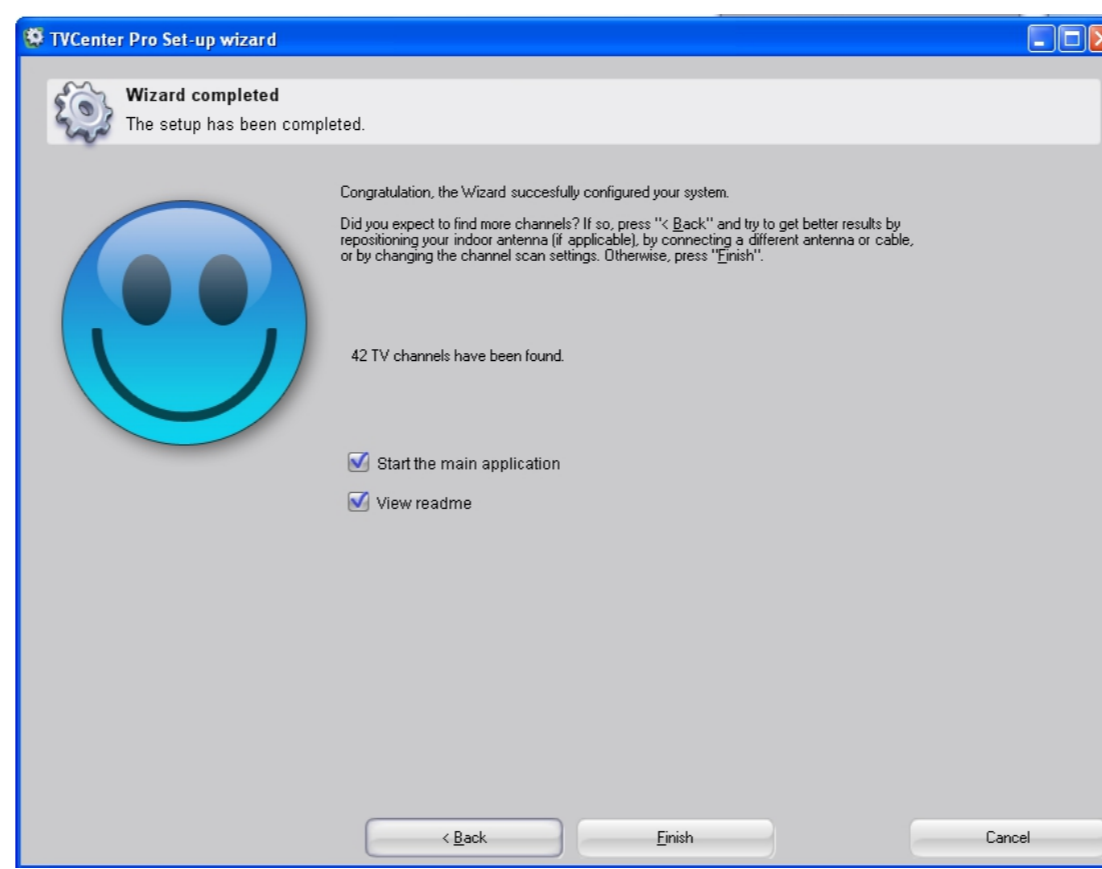 TVCenter Pro Set-up wizard
Wizard completed
The setup has been completed.
Congratulation, the Wizard succesfully configured your system.
Did you expect to find more channels? If so, press "< Back" and try to get better results by
repositioning your indoor antenna (if applicable), by connecting a different antenna or cable,
or by changing the channel scan settings. Otherwise, press "Finish".
42 TV channels have been found.
Start the main application
View readme
< Back Finish Cancel